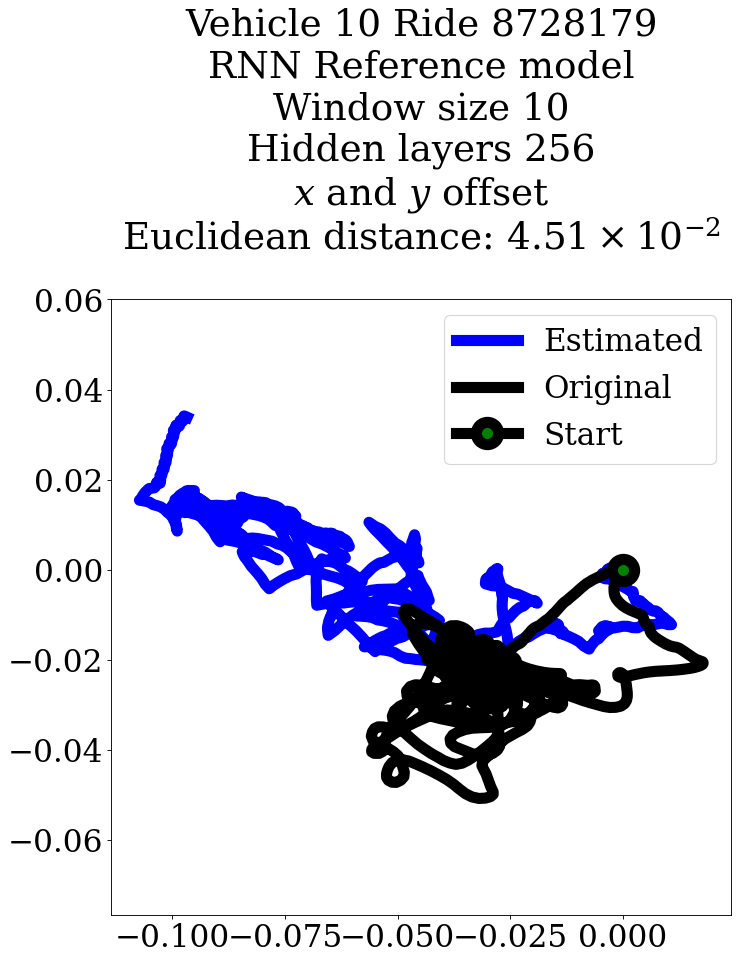 Vehicle 10 Ride 8728179
RNN Reference model
Window size 10
Hidden layers 256
x and y offset
Euclidean distance: 4.51 × 10⁻²
0.06
0.04
0.02
0.00
−0.02
−0.04
−0.06
Estimated
Original
Start
−0.100 −0.075 −0.050 −0.025 0.000